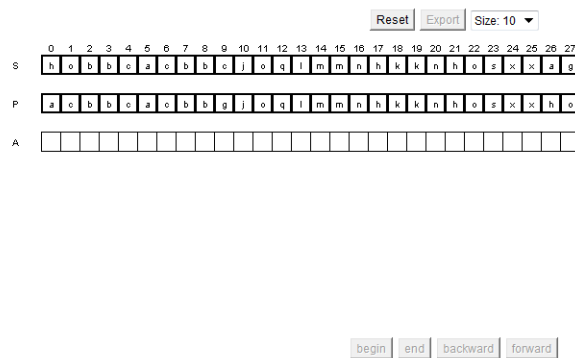 Reset Export Size: 10
0 1 2 3 4 5 6 7 8 9 10 11 12 13 14 15 16 17 18 19 20 21 22 23 24 25 26 27
S h o b b c a c b b c j o q l m m n h k k n h o s x x a g
P a c b b c a c b b g j o q l m m n h k k n h o s x x h o
A
begin end backward forward